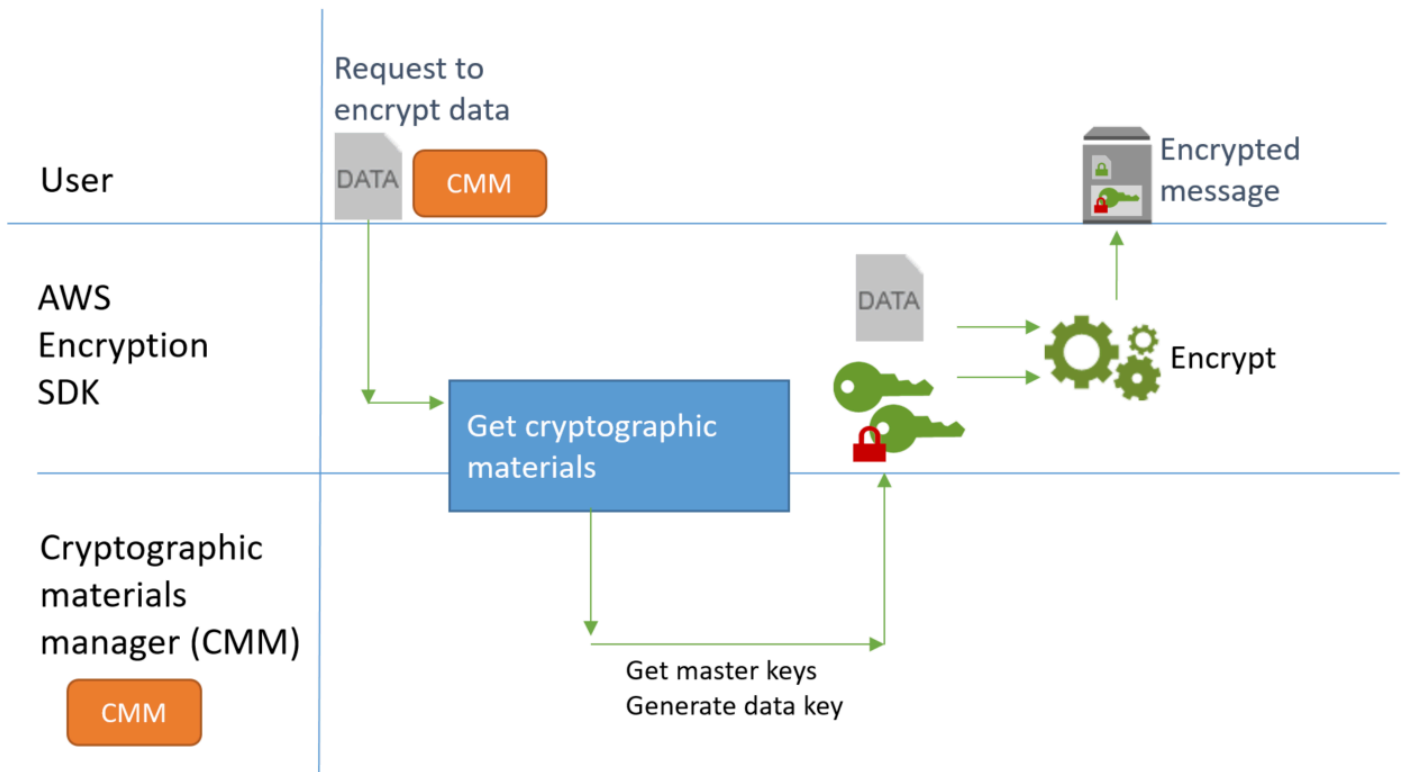 Request to
encrypt data
User
DATA
CMM
Encrypted
message
AWS
Encryption
SDK
DATA
Encrypt
Get cryptographic
materials
Cryptographic
materials
manager (CMM)
CMM
Get master keys
Generate data key